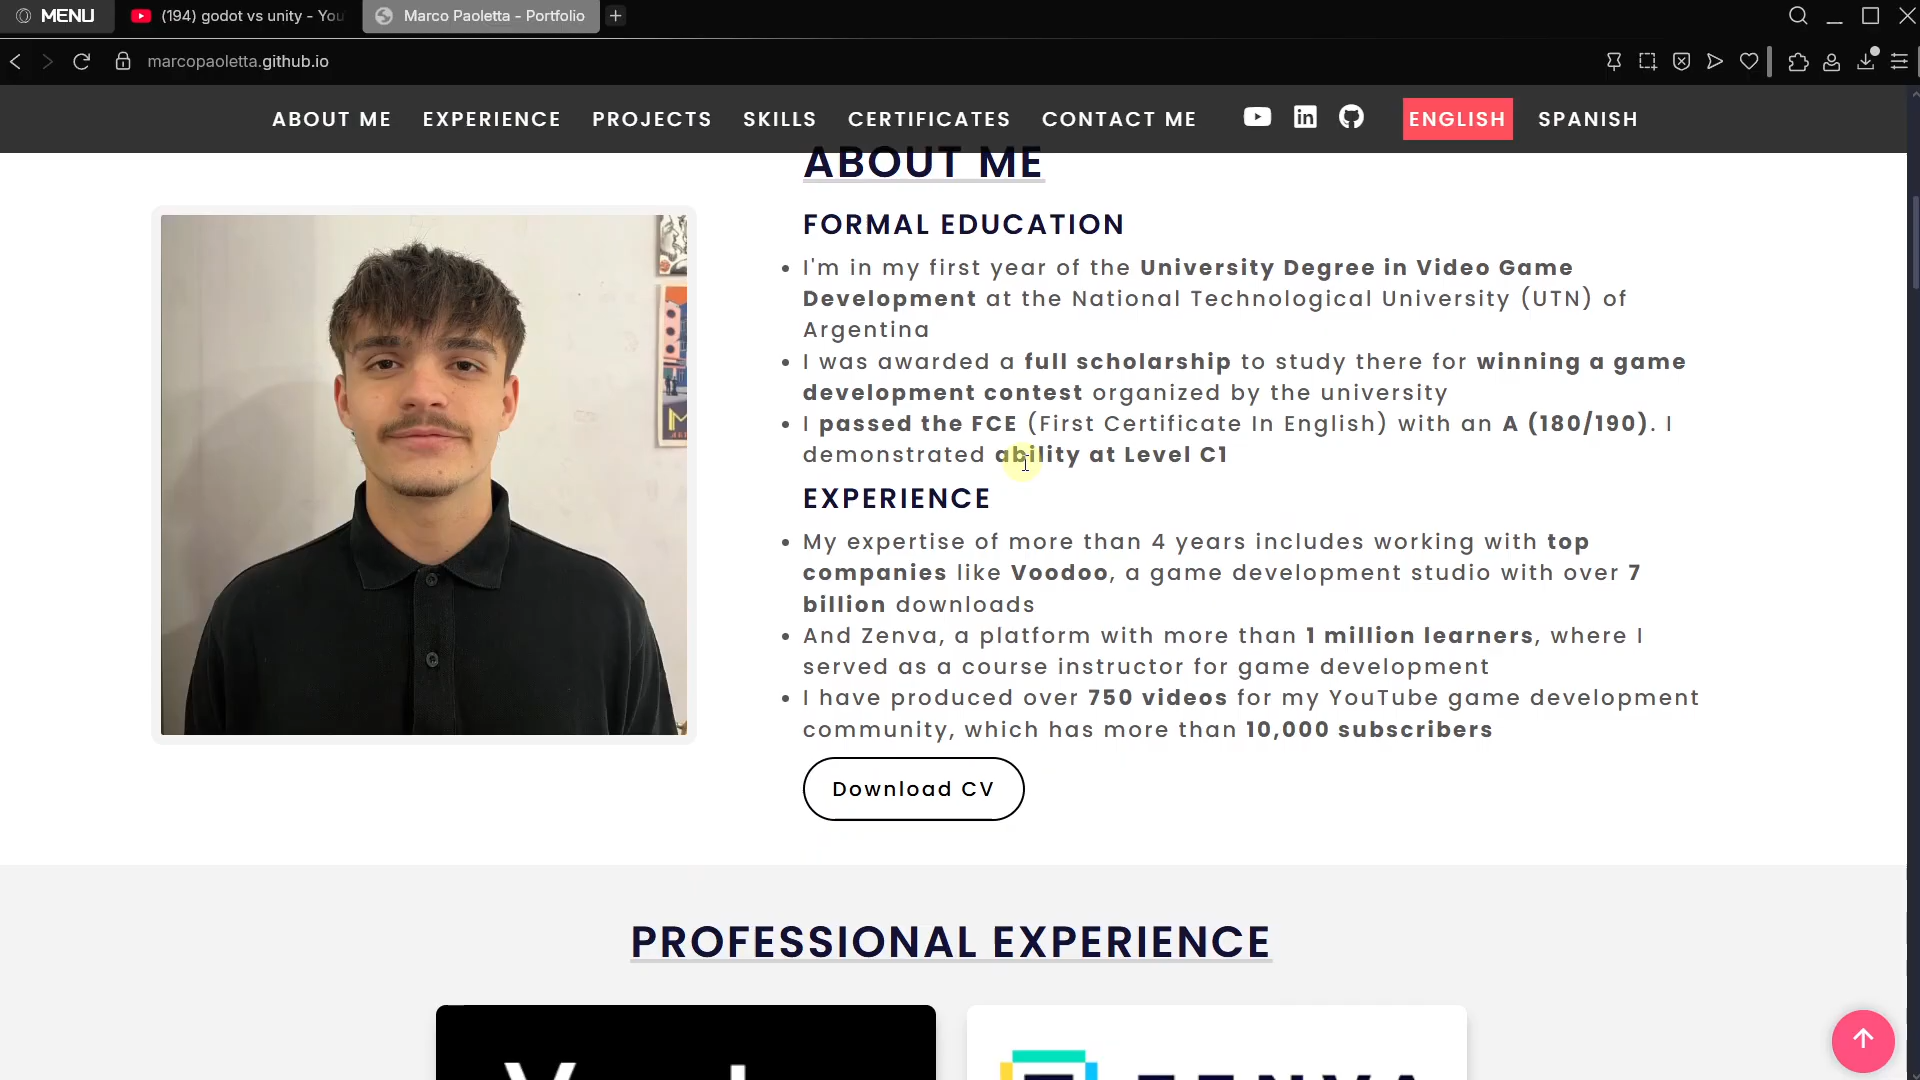 MENU
(194) godot vs unity - You
Marco Paoletta - Portfolio
marcopaoletta.github.io
ABOUT ME
EXPERIENCE
PROJECTS
SKILLS
CERTIFICATES
CONTACT ME
ENGLISH
SPANISH
ABOUT ME
FORMAL EDUCATION
I'm in my first year of the University Degree in Video Game
Development at the National Technological University (UTN) of
Argentina
I was awarded a full scholarship to study there for winning a game
development contest organized by the university
I passed the FCE (First Certificate In English) with an A (180/190). I
demonstrated ability at Level C1
EXPERIENCE
My expertise of more than 4 years includes working with top
companies like Voodoo, a game development studio with over 7
billion downloads
And Zenva, a platform with more than 1 million learners, where I
served as a course instructor for game development
I have produced over 750 videos for my YouTube game development
community, which has more than 10,000 subscribers
Download CV
PROFESSIONAL EXPERIENCE